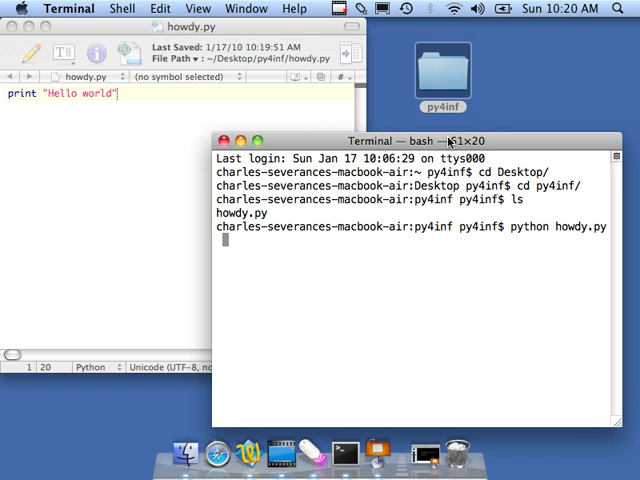 Terminal Shell Edit View Window Help Sun 10:20 AM
howdy.py
Last Saved: 1/17/10 10:19:51 AM
File Path ▾ : ~/Desktop/py4inf/howdy.py
howdy.py (no symbol selected) #
print "Hello world"
py4inf
Terminal — bash — 61×20
Last login: Sun Jan 17 10:06:29 on ttys000
charles-severances-macbook-air:~ py4inf$ cd Desktop/
charles-severances-macbook-air:Desktop py4inf$ cd py4inf/
charles-severances-macbook-air:py4inf py4inf$ ls
howdy.py
charles-severances-macbook-air:py4inf py4inf$ python howdy.py
1 20 Python Unicode (UTF-8,